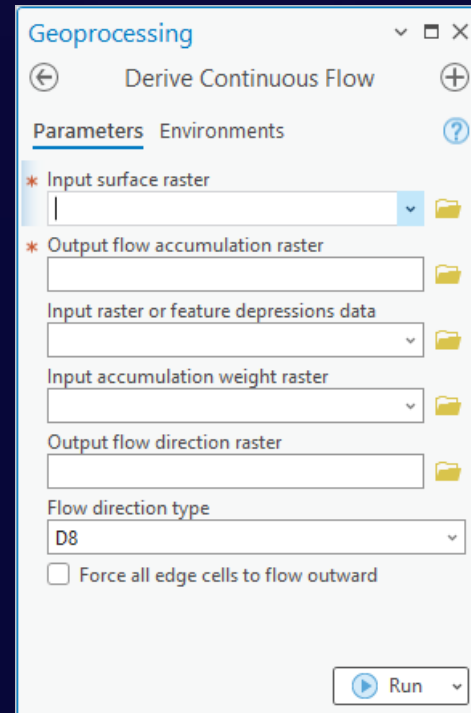 Geoprocessing
Derive Continuous Flow
Parameters Environments
* Input surface raster
* Output flow accumulation raster
Input raster or feature depressions data
Input accumulation weight raster
Output flow direction raster
Flow direction type
D8
Force all edge cells to flow outward
Run